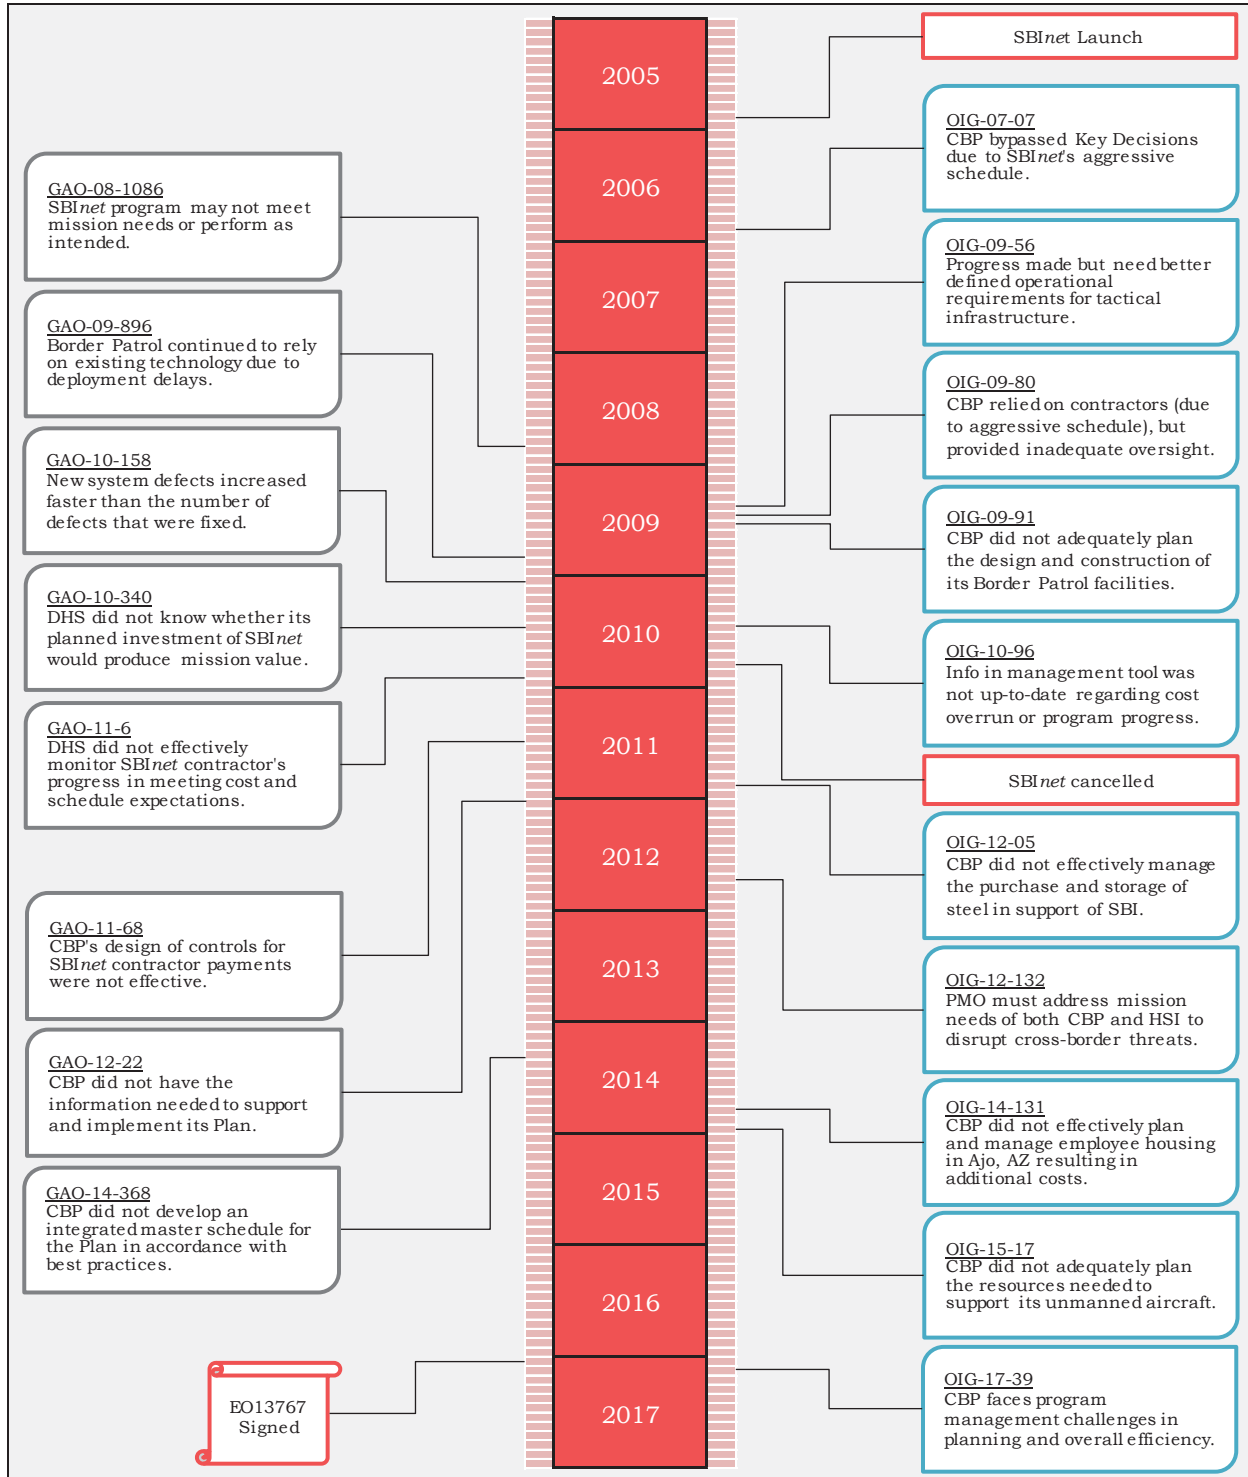 2005
2006
2007
2008
2009
2010
2011
2012
2013
2014
2015
2016
2017
GAO-08-1086
SBInet program may not meet
mission needs or perform as
intended.
GAO-09-896
Border Patrol continued to rely
on existing technology due to
deployment delays.
GAO-10-158
New system defects increased
faster than the number of
defects that were fixed.
GAO-10-340
DHS did not know whether its
planned investment of SBInet
would produce mission value.
GAO-11-6
DHS did not effectively
monitor SBInet contractor's
progress in meeting cost and
schedule expectations.
GAO-11-68
CBP's design of controls for
SBInet contractor payments
were not effective.
GAO-12-22
CBP did not have the
information needed to support
and implement its Plan.
GAO-14-368
CBP did not develop an
integrated master schedule for
the Plan in accordance with
best practices.
EO13767
Signed
SBInet Launch
OIG-07-07
CBP bypassed Key Decisions
due to SBInet's aggressive
schedule.
OIG-09-56
Progress made but need better
defined operational
requirements for tactical
infrastructure.
OIG-09-80
CBP relied on contractors (due
to aggressive schedule), but
provided inadequate oversight.
OIG-09-91
CBP did not adequately plan
the design and construction of
its Border Patrol facilities.
OIG-10-96
Info in management tool was
not up-to-date regarding cost
overrun or program progress.
SBInet cancelled
OIG-12-05
CBP did not effectively manage
the purchase and storage of
steel in support of SBI.
OIG-12-132
PMO must address mission
needs of both CBP and HSI to
disrupt cross-border threats.
OIG-14-131
CBP did not effectively plan
and manage employee housing
in Ajo, AZ resulting in
additional costs.
OIG-15-17
CBP did not adequately plan
the resources needed to
support its unmanned aircraft.
OIG-17-39
CBP faces program
management challenges in
planning and overall efficiency.